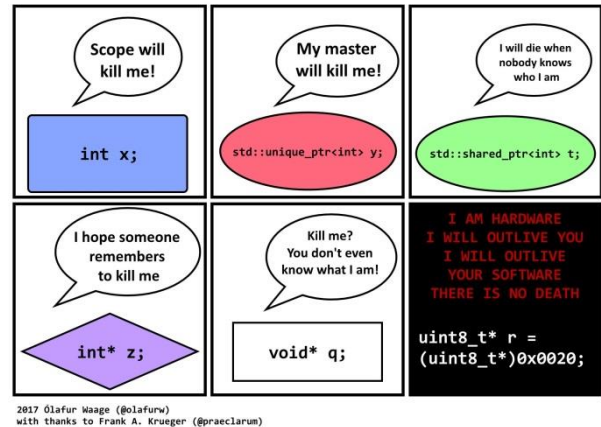 Scope will
kill me!
int x;
My master
will kill me!
std::unique_ptr<int> y;
I will die when
nobody knows
who I am
std::shared_ptr<int> t;
I hope someone
remembers
to kill me
int* z;
Kill me?
You don't even
know what I am!
void* q;
I AM HARDWARE
I WILL OUTLIVE YOU
I WILL OUTLIVE
YOUR SOFTWARE
THERE IS NO DEATH
uint8_t* r =
(uint8_t*)0x0020;
2017 Ólafur Waage (@olafurw)
with thanks to Frank A. Krueger (@praeclarum)